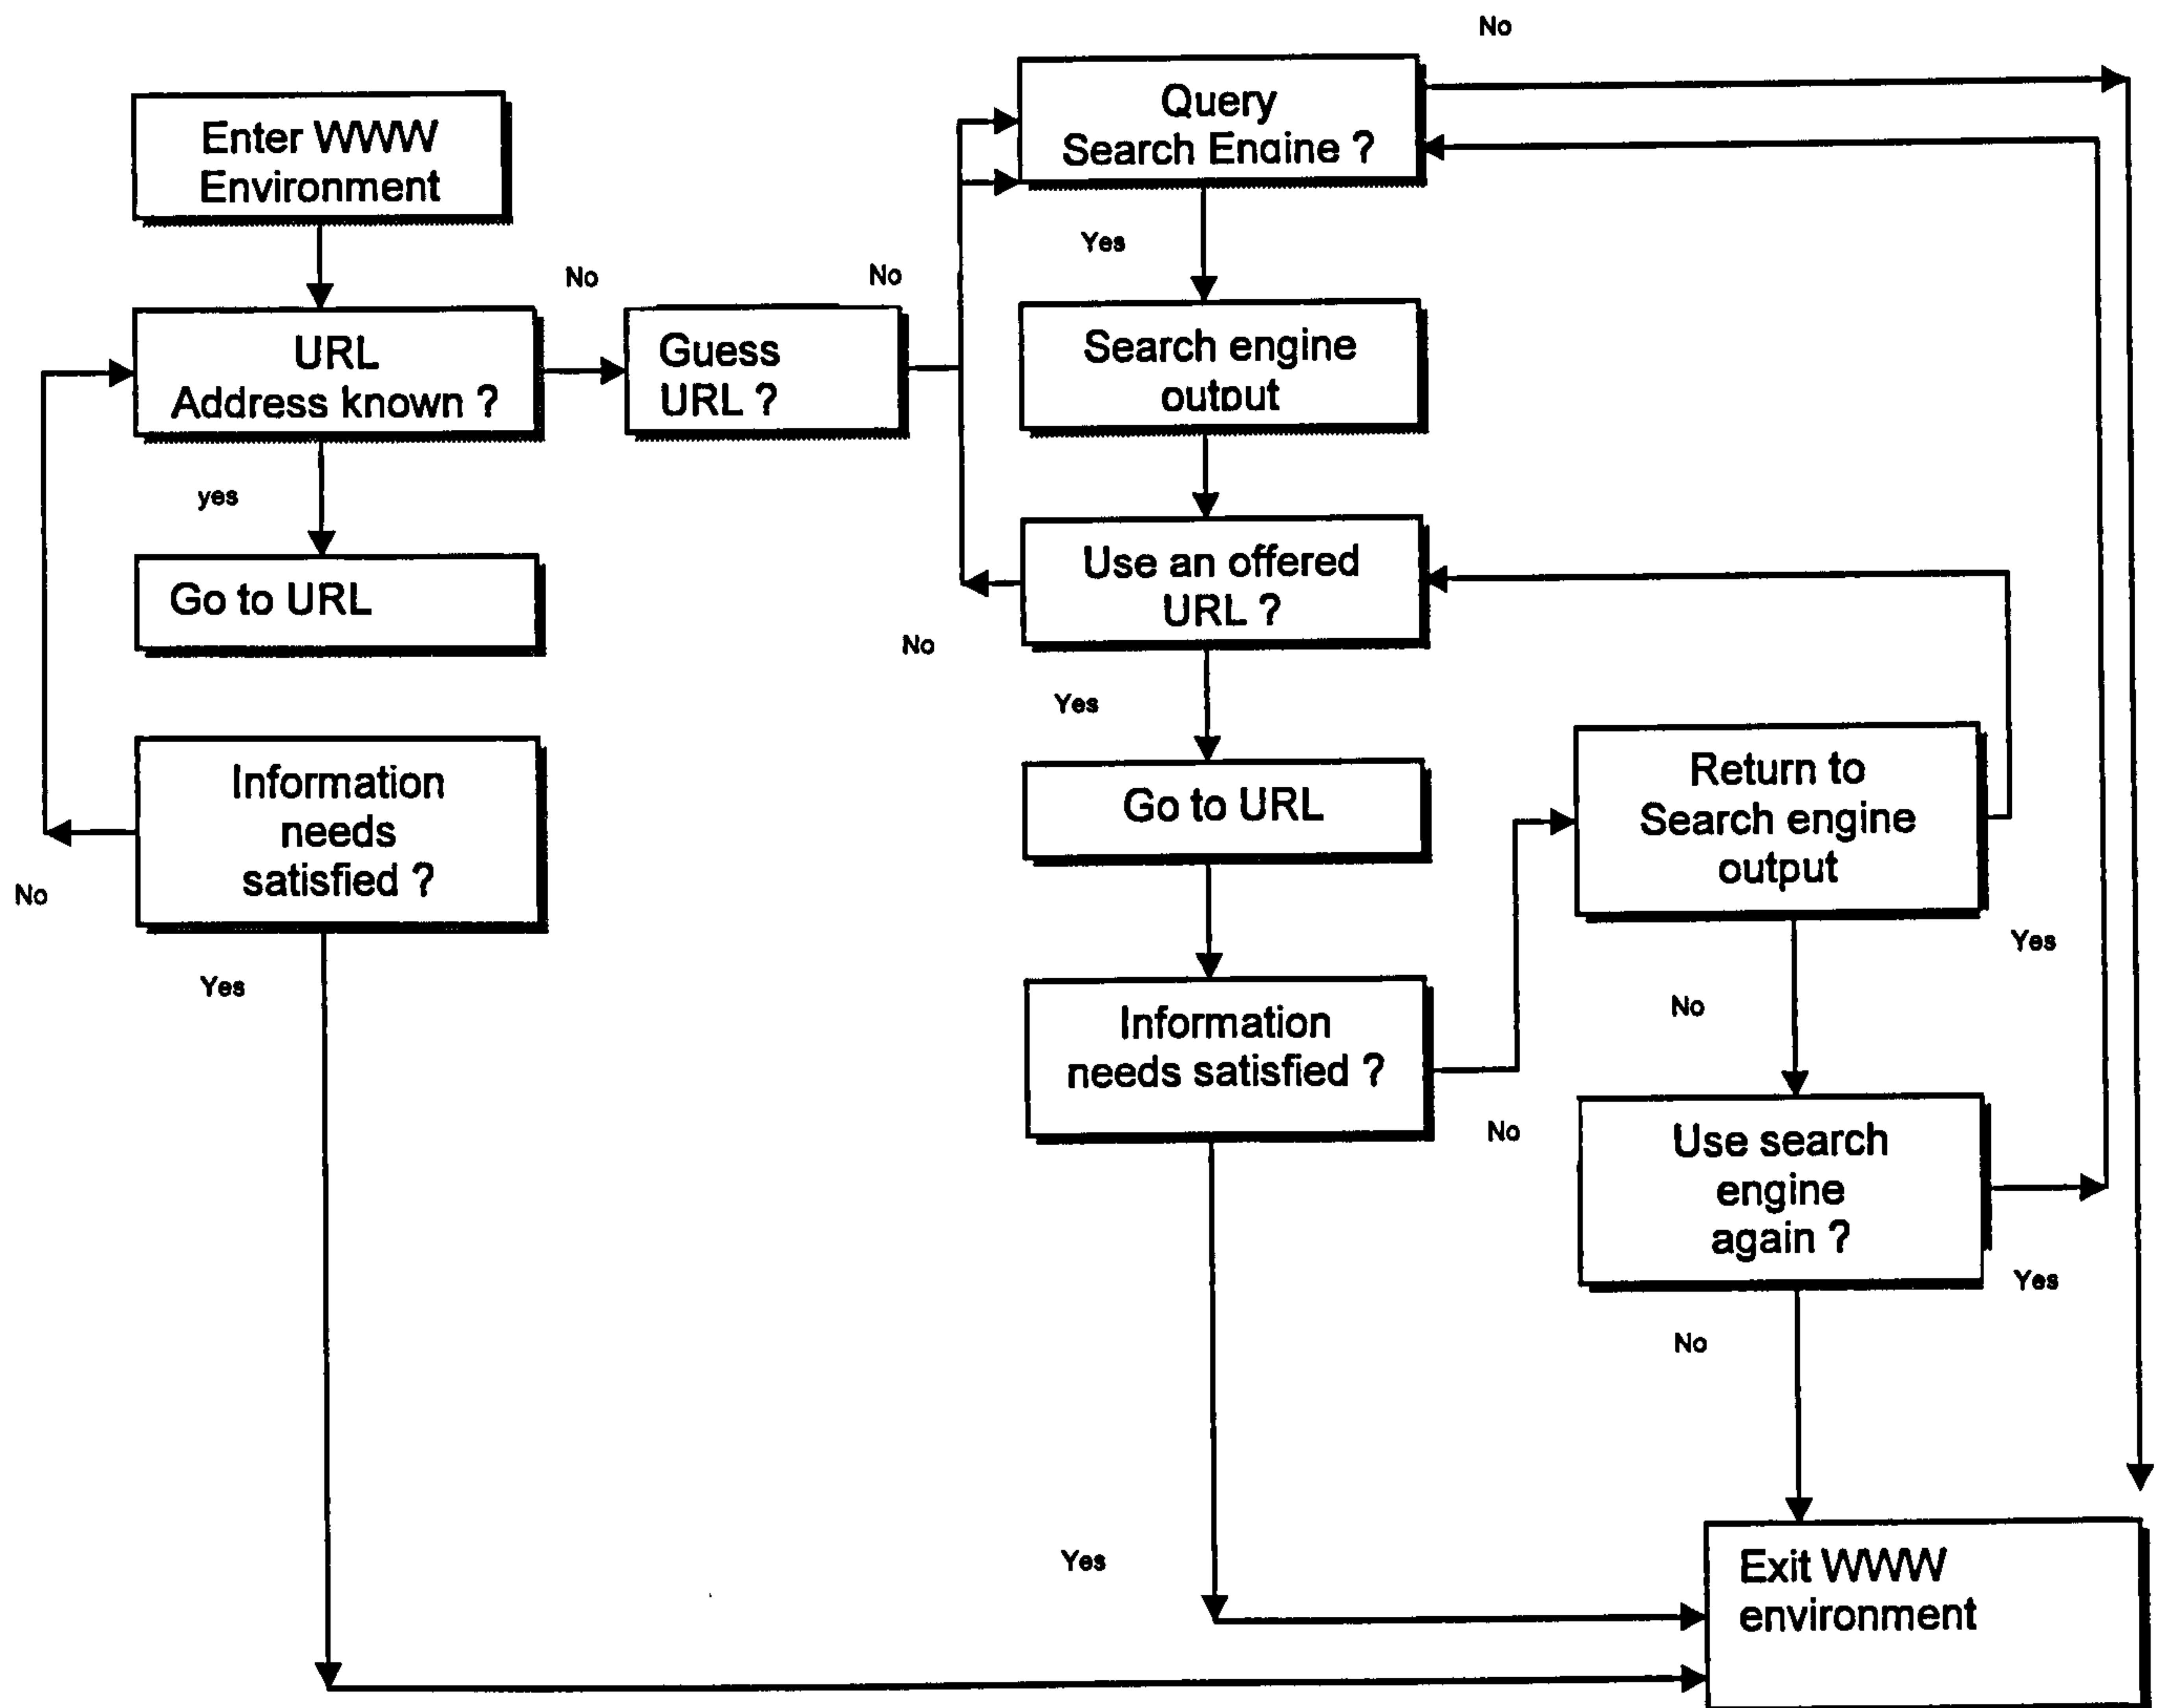 No
Query
Search Engine ?
Enter WWW
Environment
Yes
No
No
URL
Address known ?
Guess
URL ?
Search engine
output
yes
Use an offered
URL ?
Go to URL
No
Yes
Information
needs
satisfied ?
Go to URL
Return to
Search engine
output
No
Yes
Yes
No
Information
needs satisfied ?
No
Use search
engine
again ?
Yes
No
Yes
Exit WWW
environment